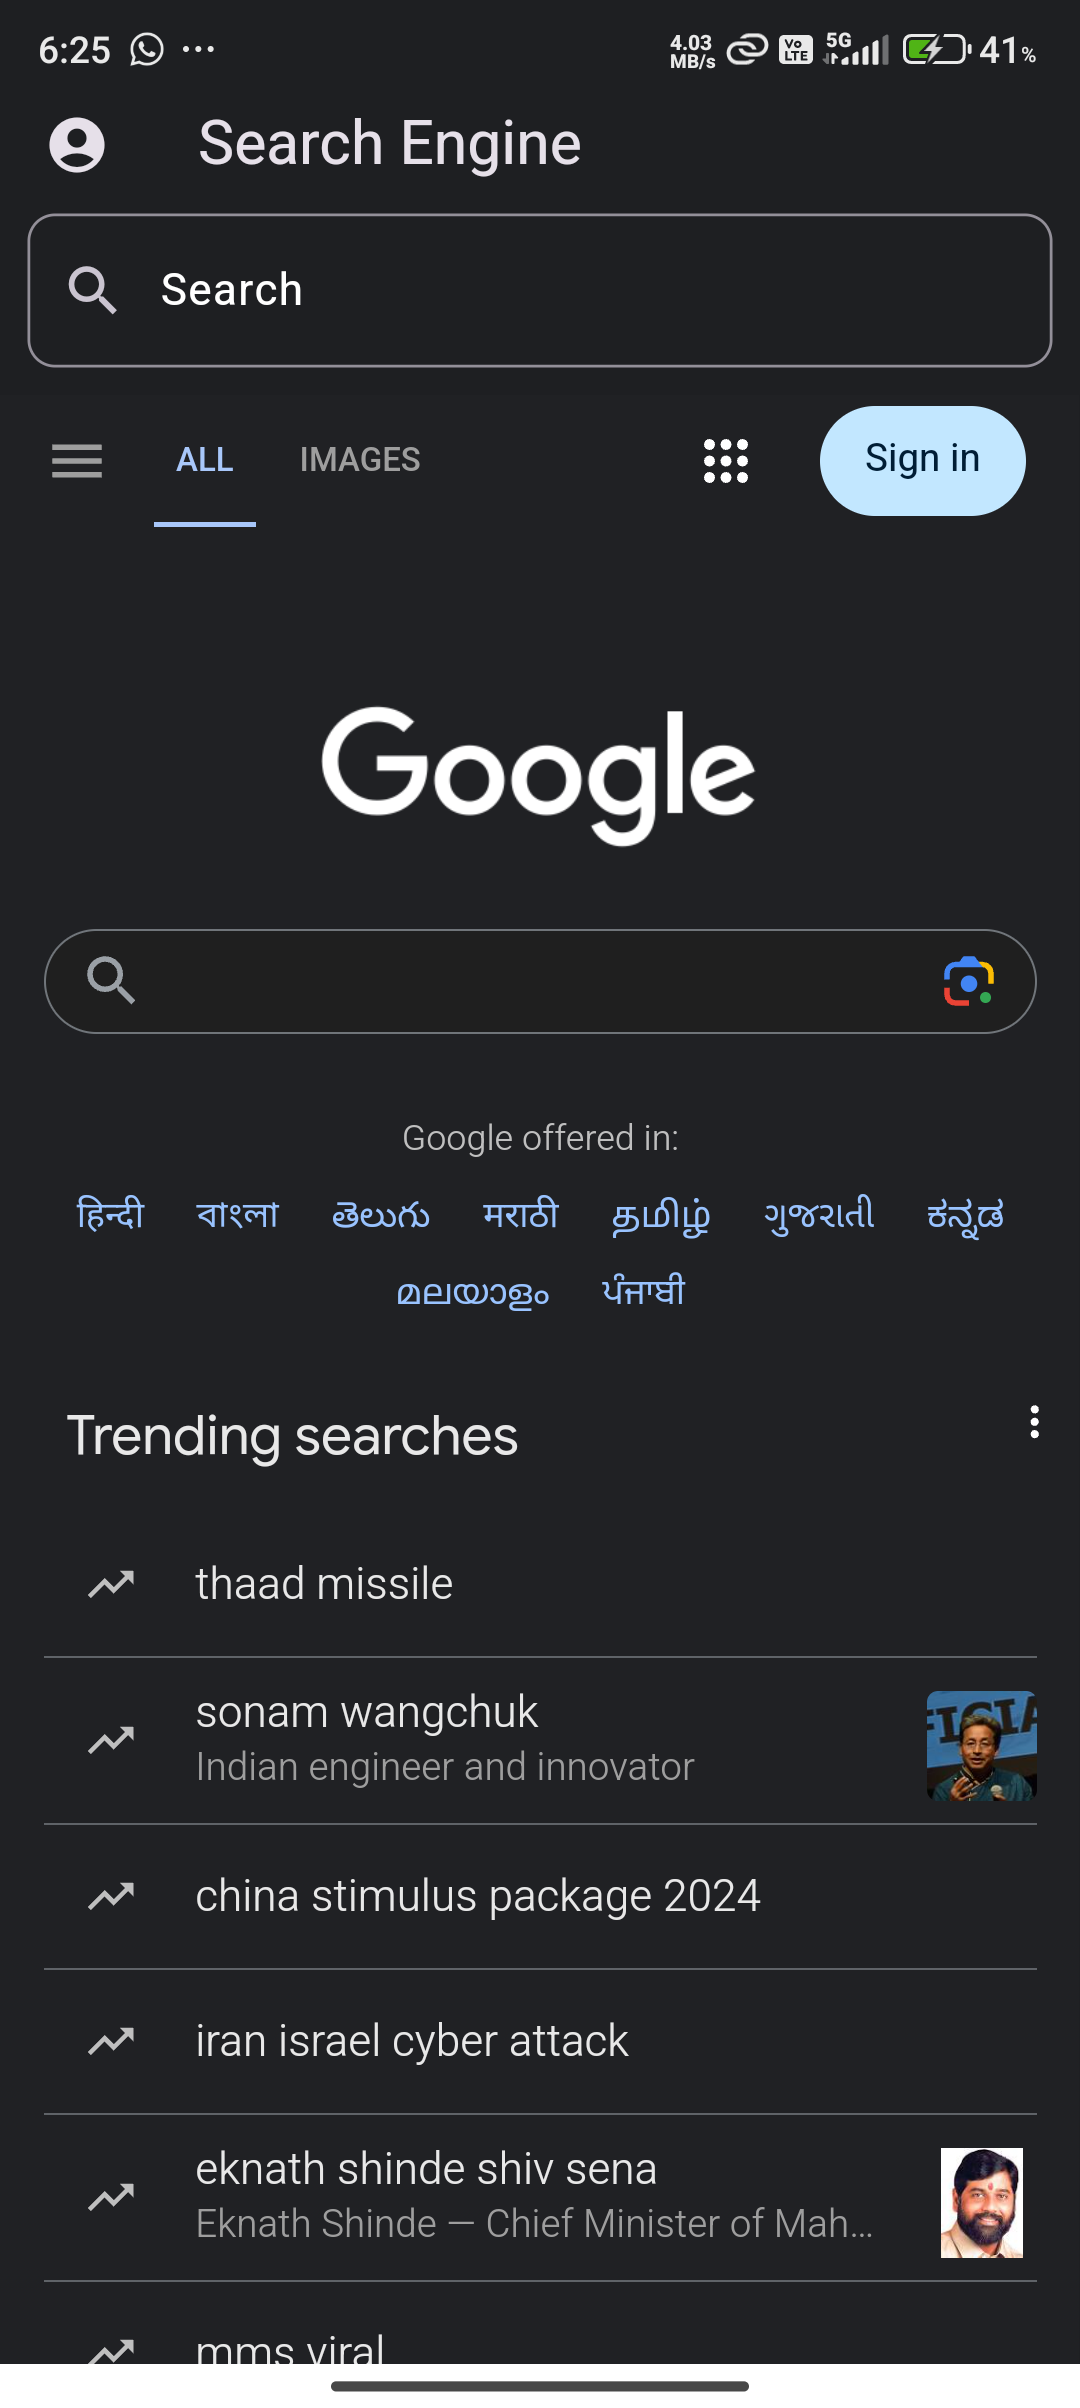 6:25 ... 4.03 MB/s Vo LTE 5G 41%
Search Engine
Search
ALL IMAGES Sign in
Google
Google offered in:
हिन्दी বাংলা తెలుగు मराठी தமிழ் ગુજરાતી ಕನ್ನಡ
മലയാളം ਪੰਜਾਬੀ
Trending searches
thaad missile
sonam wangchuk
Indian engineer and innovator
china stimulus package 2024
iran israel cyber attack
eknath shinde shiv sena
Eknath Shinde — Chief Minister of Mah...
mms viral